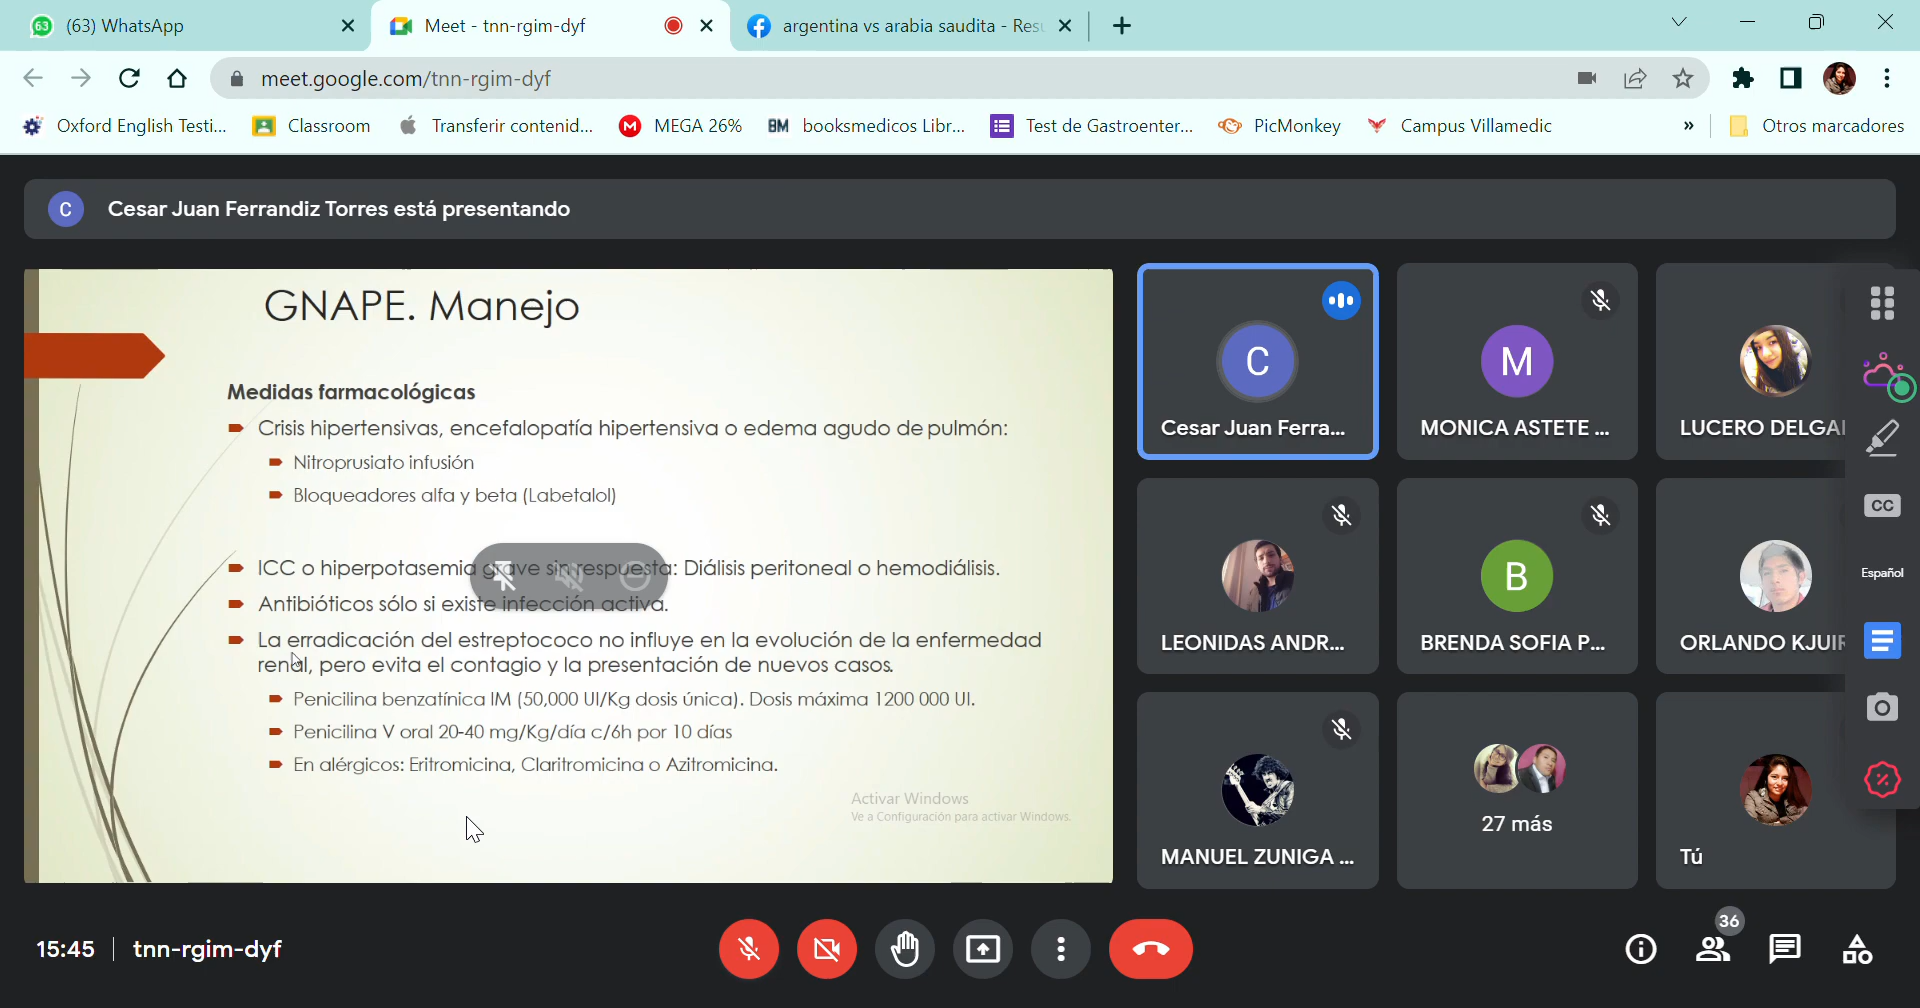 63
(63) WhatsApp
Meet - tnn-rgim-dyf
argentina vs arabia saudita - Resu
meet.google.com/tnn-rgim-dyf
Oxford English Testi...
Classroom
Transferir contenid...
MEGA 26%
BM booksmedicos Libr...
Test de Gastroenter...
PicMonkey
Campus Villamedic
»
Otros marcadores
C
Cesar Juan Ferrandiz Torres está presentando
GNAPE. Manejo
Medidas farmacológicas
Crisis hipertensivas, encefalopatía hipertensiva o edema agudo de pulmón:
Nitroprusiato infusión
Bloqueadores alfa y beta (Labetalol)
ICC o hiperpotasemia grave sin respuesta: Diálisis peritoneal o hemodiálisis.
Antibióticos sólo si existe infección activa.
La erradicación del estreptococo no influye en la evolución de la enfermedad
renal, pero evita el contagio y la presentación de nuevos casos.
Penicilina benzatínica IM (50,000 UI/Kg dosis única). Dosis máxima 1200 000 UI.
Penicilina V oral 20-40 mg/Kg/día c/6h por 10 días
En alérgicos: Eritromicina, Claritromicina o Azitromicina.
Activar Windows
Ve a Configuración para activar Windows.
C
Cesar Juan Ferra...
M
MONICA ASTETE ...
LUCERO DELGA
LEONIDAS ANDR...
B
BRENDA SOFIA P...
ORLANDO KJUIR
MANUEL ZUNIGA ...
27 más
Tú
CC
Español
15:45
tnn-rgim-dyf
36